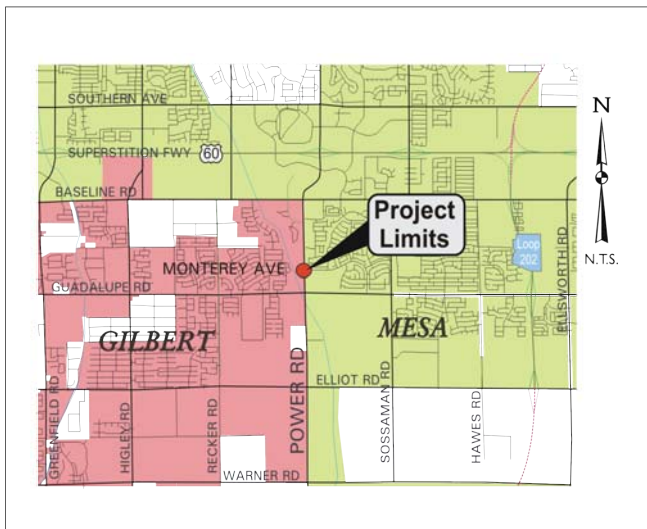 SOUTHERN AVE
SUPERSTITION FWY
60
BASELINE RD
N
Project
Limits
Loop
202
N.T.S.
MONTEREY AVE
GUADALUPE RD
GILBERT
MESA
ELLIOT RD
POWER RD
GREENFIELD RD
HIGLEY RD
RECKER RD
SOSSAMAN RD
HAWES RD
ELLSWORTH RD
WARNER RD